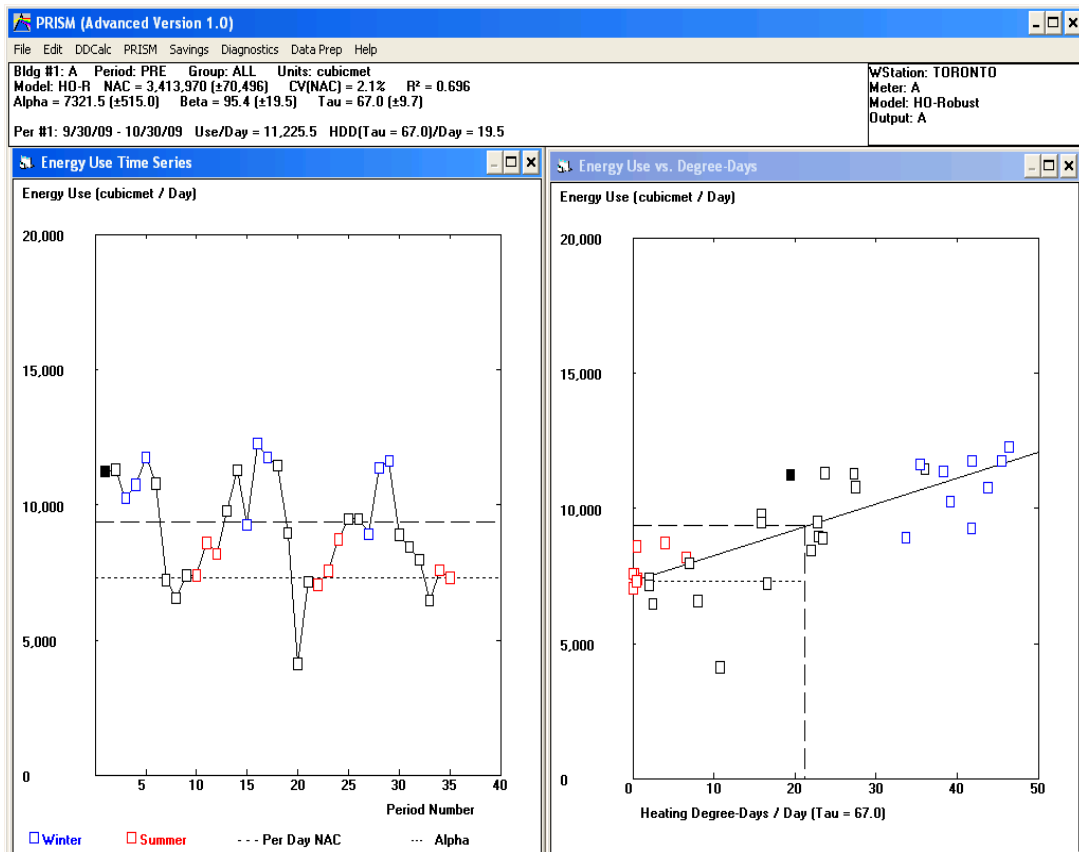 PRISM (Advanced Version 1.0)
File Edit DDCalc PRISM Savings Diagnostics Data Prep Help
Bldg #1: A Period: PRE Group: ALL Units: cubicmet
Model: HO-R NAC = 3,413,970 (±70,496) CV(NAC) = 2.1% R² = 0.696
Alpha = 7321.5 (±515.0) Beta = 95.4 (±19.5) Tau = 67.0 (±9.7)
Per #1: 9/30/09 - 10/30/09 Use/Day = 11,225.5 HDD(Tau = 67.0)/Day = 19.5
WStation: TORONTO
Meter: A
Model: HO-Robust
Output: A
Energy Use Time Series
Energy Use (cubicmet / Day)
20,000
15,000
10,000
5,000
0
5 10 15 20 25 30 35 40
Period Number
Winter Summer - - - Per Day NAC ··· Alpha
Energy Use vs. Degree-Days
Energy Use (cubicmet / Day)
20,000
15,000
10,000
5,000
0
0 10 20 30 40 50
Heating Degree-Days / Day (Tau = 67.0)